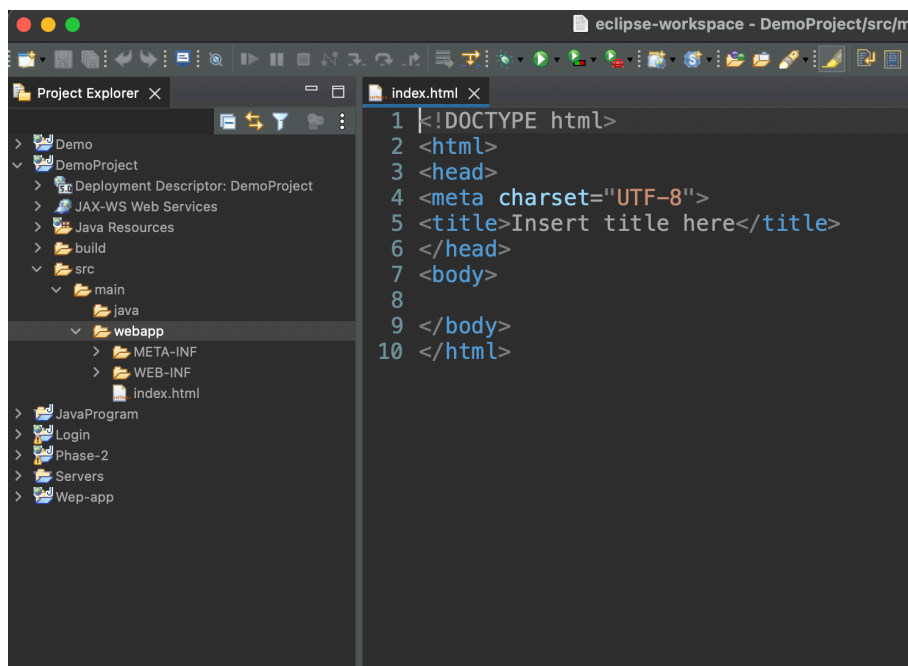 eclipse-workspace - DemoProject/src/m
Project Explorer
Demo
DemoProject
Deployment Descriptor: DemoProject
JAX-WS Web Services
Java Resources
build
src
main
java
webapp
META-INF
WEB-INF
index.html
JavaProgram
Login
Phase-2
Servers
Wep-app
index.html
1 <!DOCTYPE html>
2 <html>
3 <head>
4 <meta charset="UTF-8">
5 <title>Insert title here</title>
6 </head>
7 <body>
8
9 </body>
10 </html>